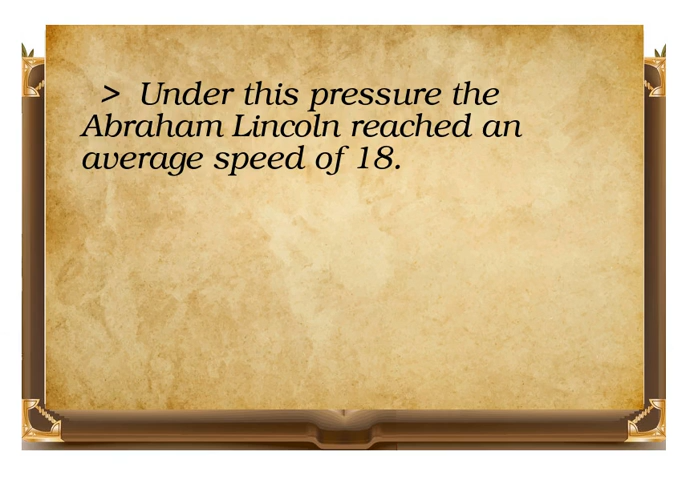 > Under this pressure the
Abraham Lincoln reached an
average speed of 18.